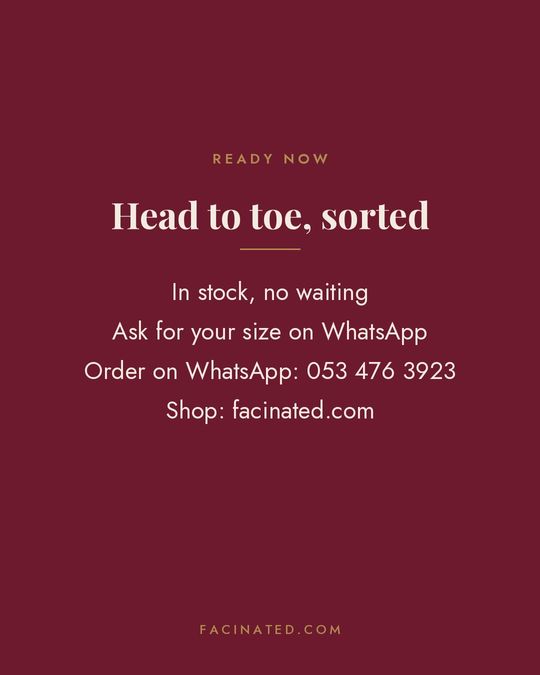 READY NOW
Head to toe, sorted
In stock, no waiting
Ask for your size on WhatsApp
Order on WhatsApp: 053 476 3923
Shop: facinated.com
FACINATED.COM